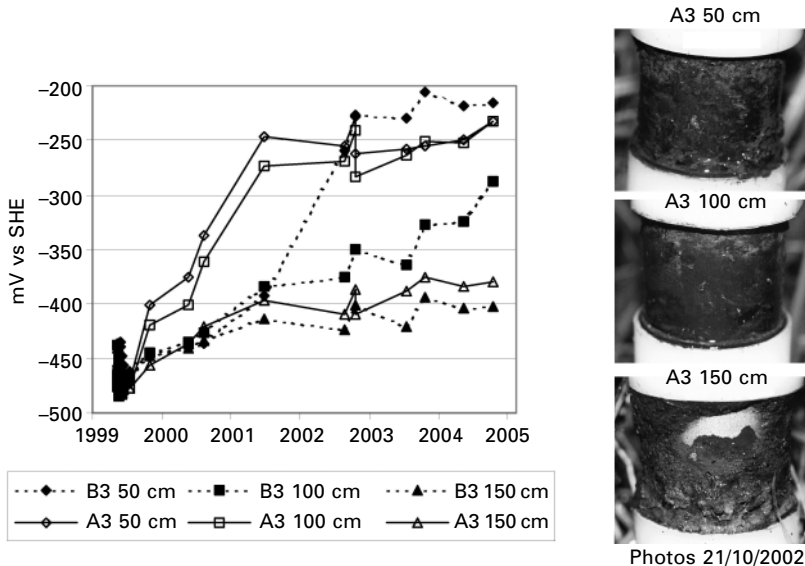 mV vs SHE
−200
−250
−300
−350
−400
−450
−500
1999 2000 2001 2002 2003 2004 2005
B3 50 cm B3 100 cm B3 150 cm
A3 50 cm A3 100 cm A3 150 cm
A3 50 cm
A3 100 cm
A3 150 cm
Photos 21/10/2002